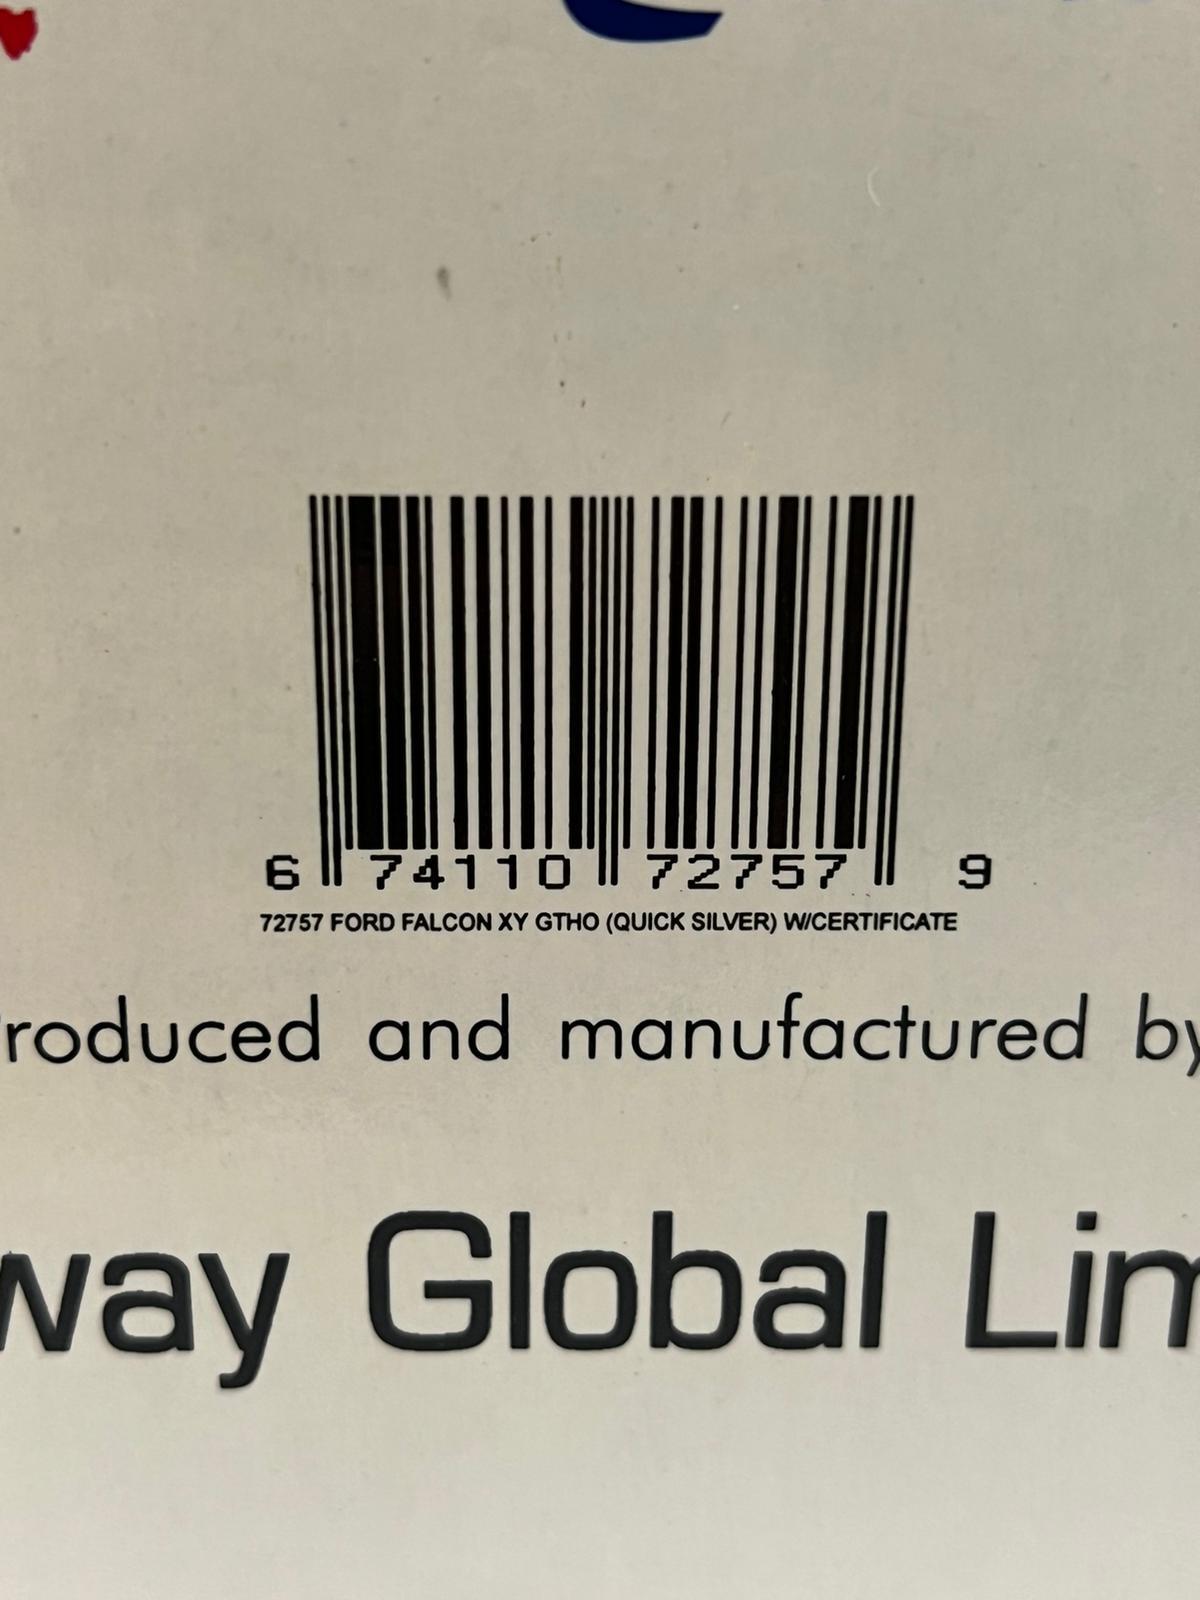 6 74110 72757 9
72757 FORD FALCON XY GTHO (QUICK SILVER) W/CERTIFICATE
roduced and manufactured by
way Global Lim